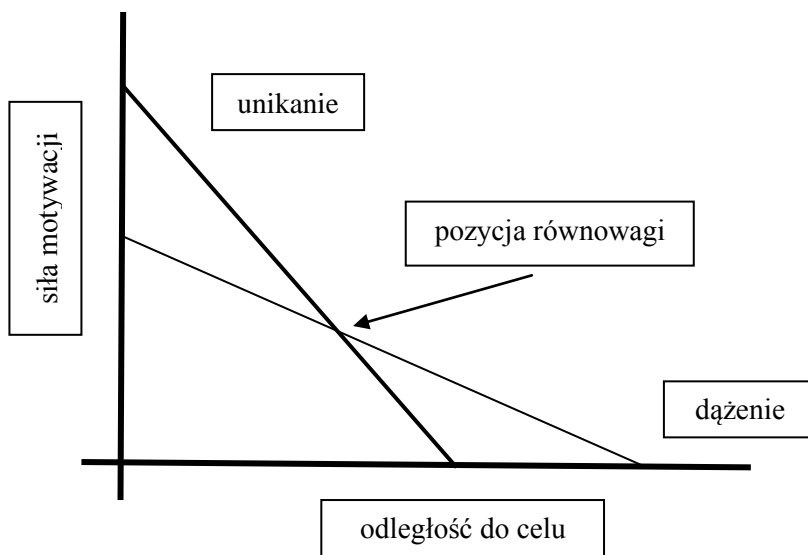 unikanie
siła motywacji
pozycja równowagi
dążenie
odległość do celu